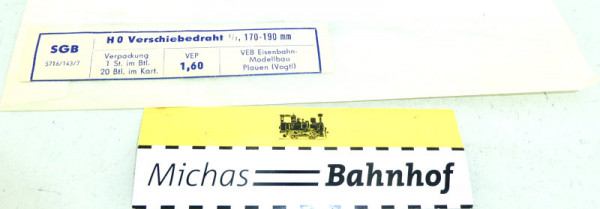 H0 Verschiebedraht 1/1, 170-190 mm
SGB
5716/143/7
Verpackung
1 St. im Btl.
20 Btl. im Kart.
VEP
1,60
VEB Eisenbahn-
Modellbau
Plauen (Vogtl)
Michas Bahnhof